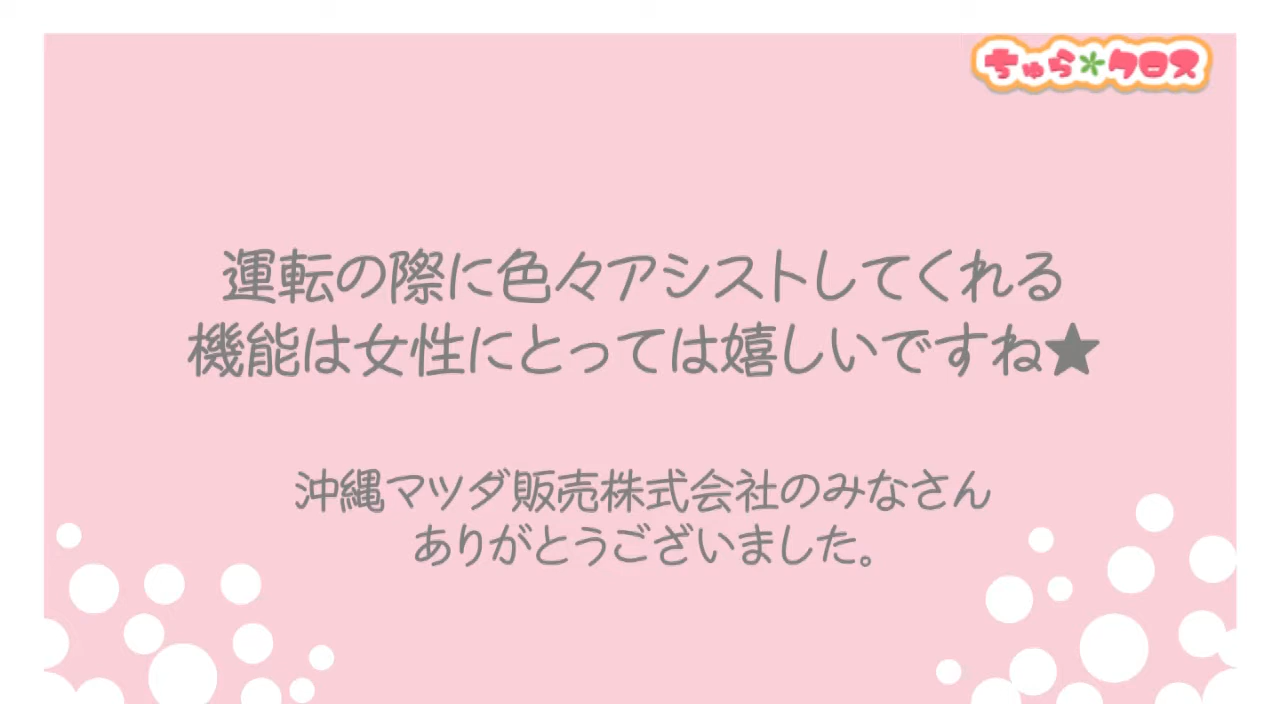 ちゅら*クロス
運転の際に色々アシストしてくれる
機能は女性にとっては嬉しいですね★
沖縄マツダ販売株式会社のみなさん
ありがとうございました。